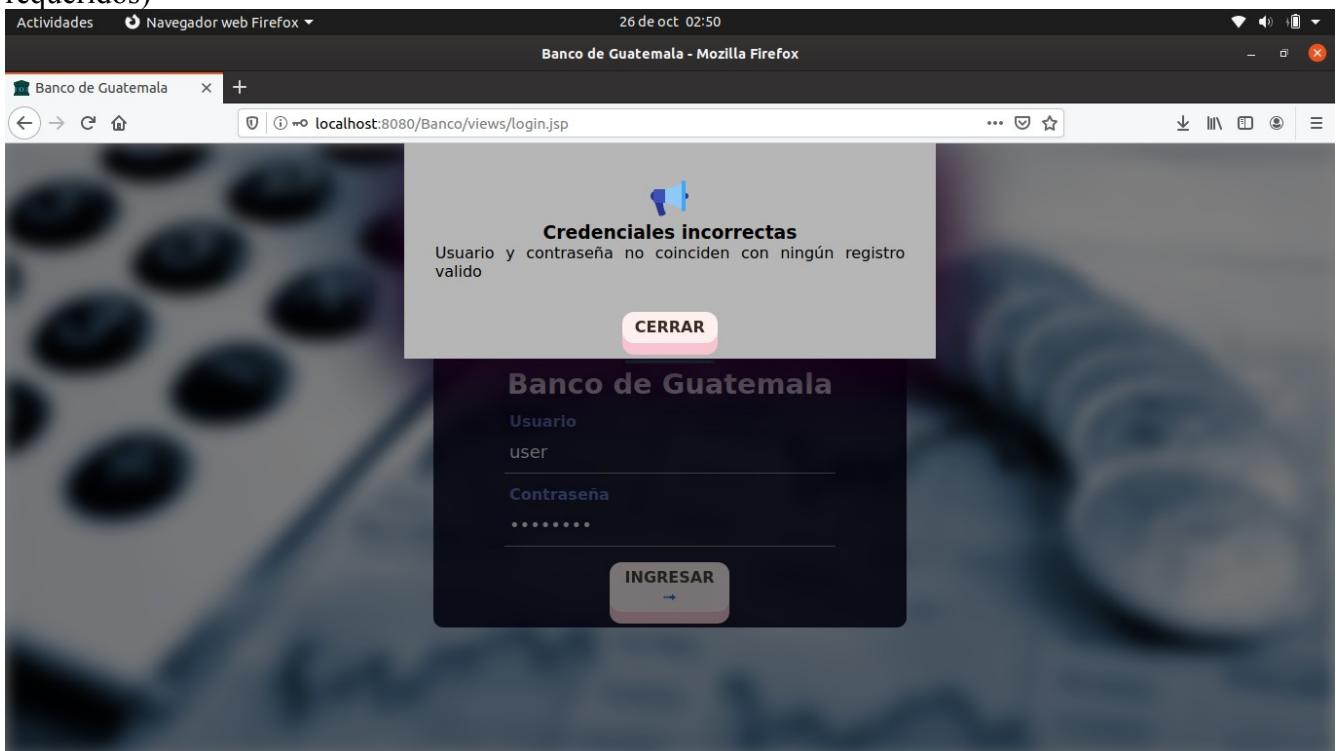 requeridos)
Actividades Navegador web Firefox
26 de oct 02:50
Banco de Guatemala - Mozilla Firefox
Banco de Guatemala
localhost:8080/Banco/views/login.jsp
Credenciales incorrectas
Usuario y contraseña no coinciden con ningún registro
valido
CERRAR
Banco de Guatemala
Usuario
user
Contraseña
••••••••
INGRESAR